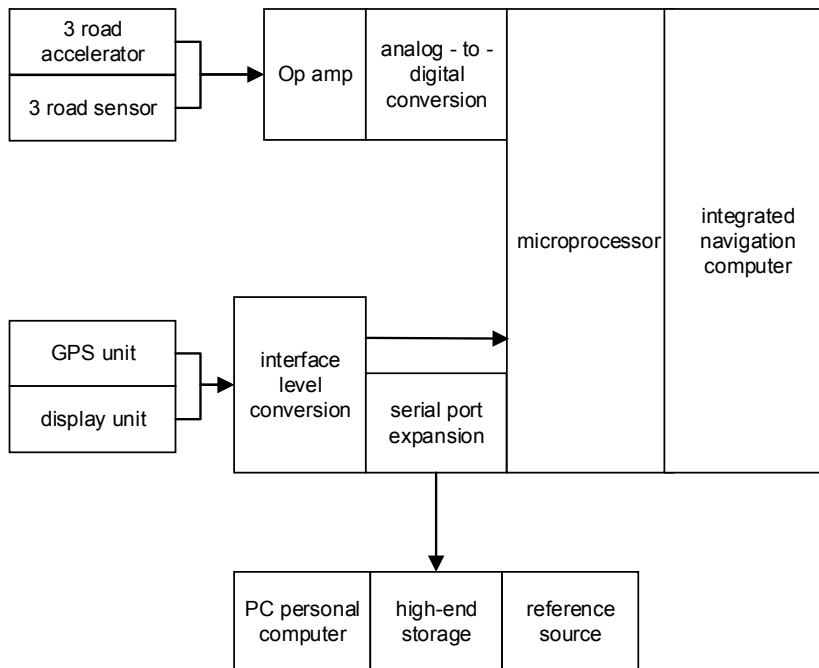 3 road
accelerator
3 road sensor
Op amp
analog - to -
digital
conversion
microprocessor
integrated
navigation
computer
GPS unit
display unit
interface
level
conversion
serial port
expansion
PC personal
computer
high-end
storage
reference
source